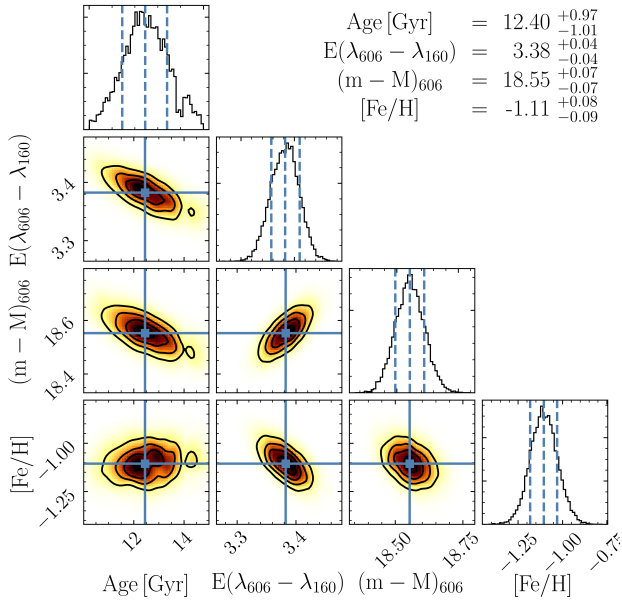 Age [Gyr] = 12.40 +0.97 −1.01
E(λ606 − λ160) = 3.38 +0.04 −0.04
(m − M)606 = 18.55 +0.07 −0.07
[Fe/H] = -1.11 +0.08 −0.09
E(λ606 − λ160)
3.4
3.3
(m − M)606
18.6
18.4
[Fe/H]
−1.00
−1.25
12 14 3.3 3.4 18.50 18.75 −1.25 −1.00 −0.75
Age [Gyr] E(λ606 − λ160) (m − M)606 [Fe/H]